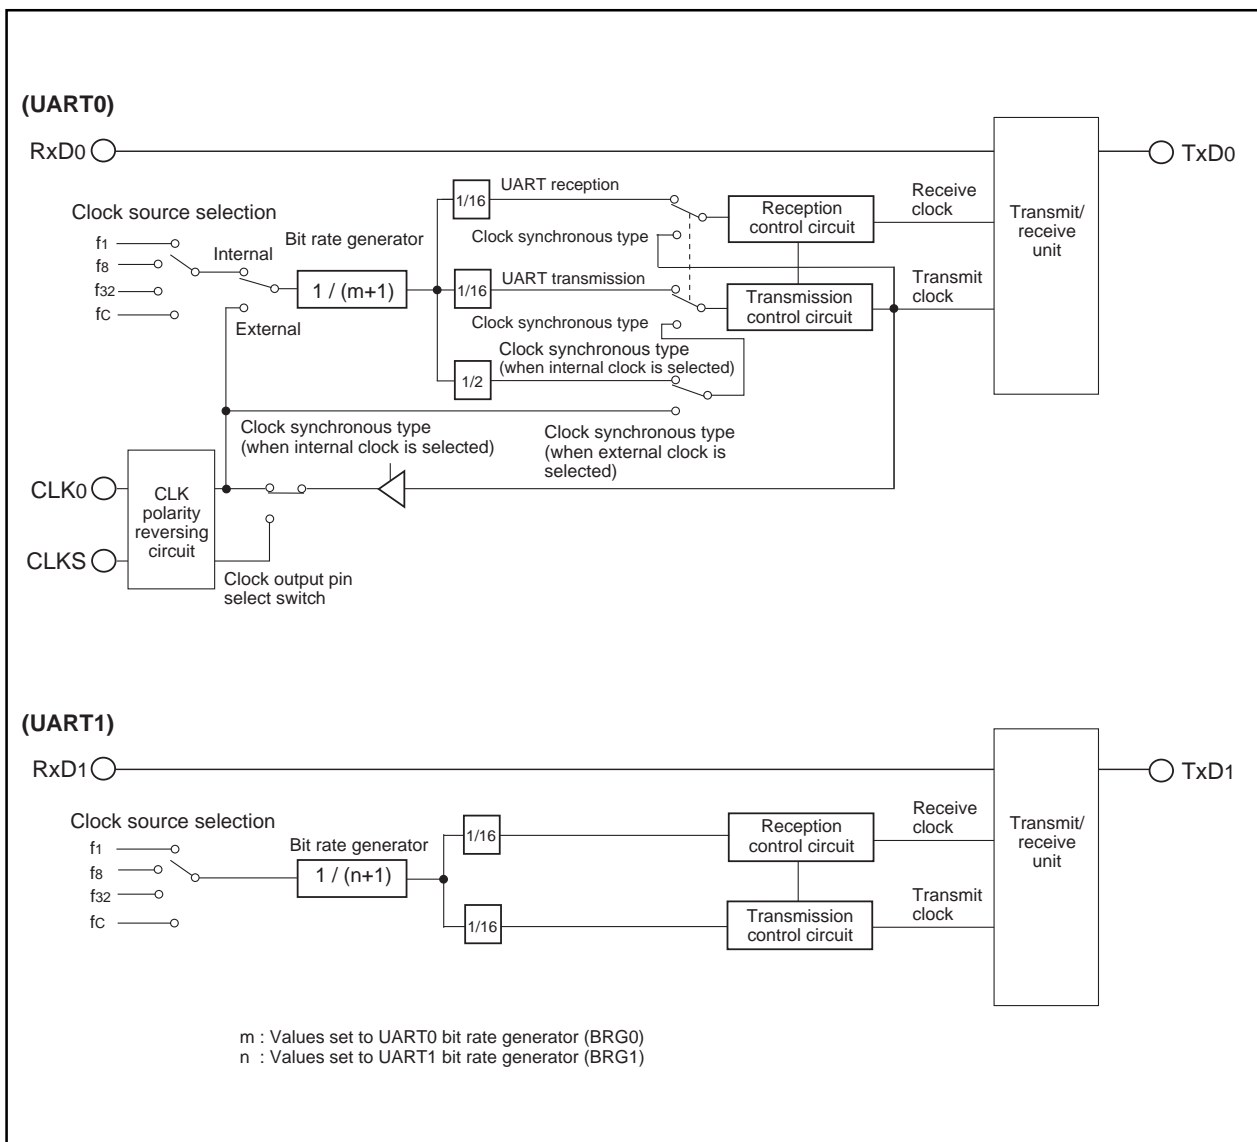 (UART0)
RxD0
TxD0
Clock source selection
f1
f8
f32
fC
Internal
External
Bit rate generator
1 / (m+1)
1/16
UART reception
Clock synchronous type
1/16
UART transmission
Clock synchronous type
1/2
Clock synchronous type
(when internal clock is selected)
Reception
control circuit
Transmission
control circuit
Receive
clock
Transmit
clock
Transmit/
receive
unit
Clock synchronous type
(when internal clock is selected)
Clock synchronous type
(when external clock is
selected)
CLK0
CLKS
CLK
polarity
reversing
circuit
Clock output pin
select switch
(UART1)
RxD1
TxD1
Clock source selection
f1
f8
f32
fC
Bit rate generator
1 / (n+1)
1/16
1/16
Reception
control circuit
Transmission
control circuit
Receive
clock
Transmit
clock
Transmit/
receive
unit
m : Values set to UART0 bit rate generator (BRG0)
n : Values set to UART1 bit rate generator (BRG1)